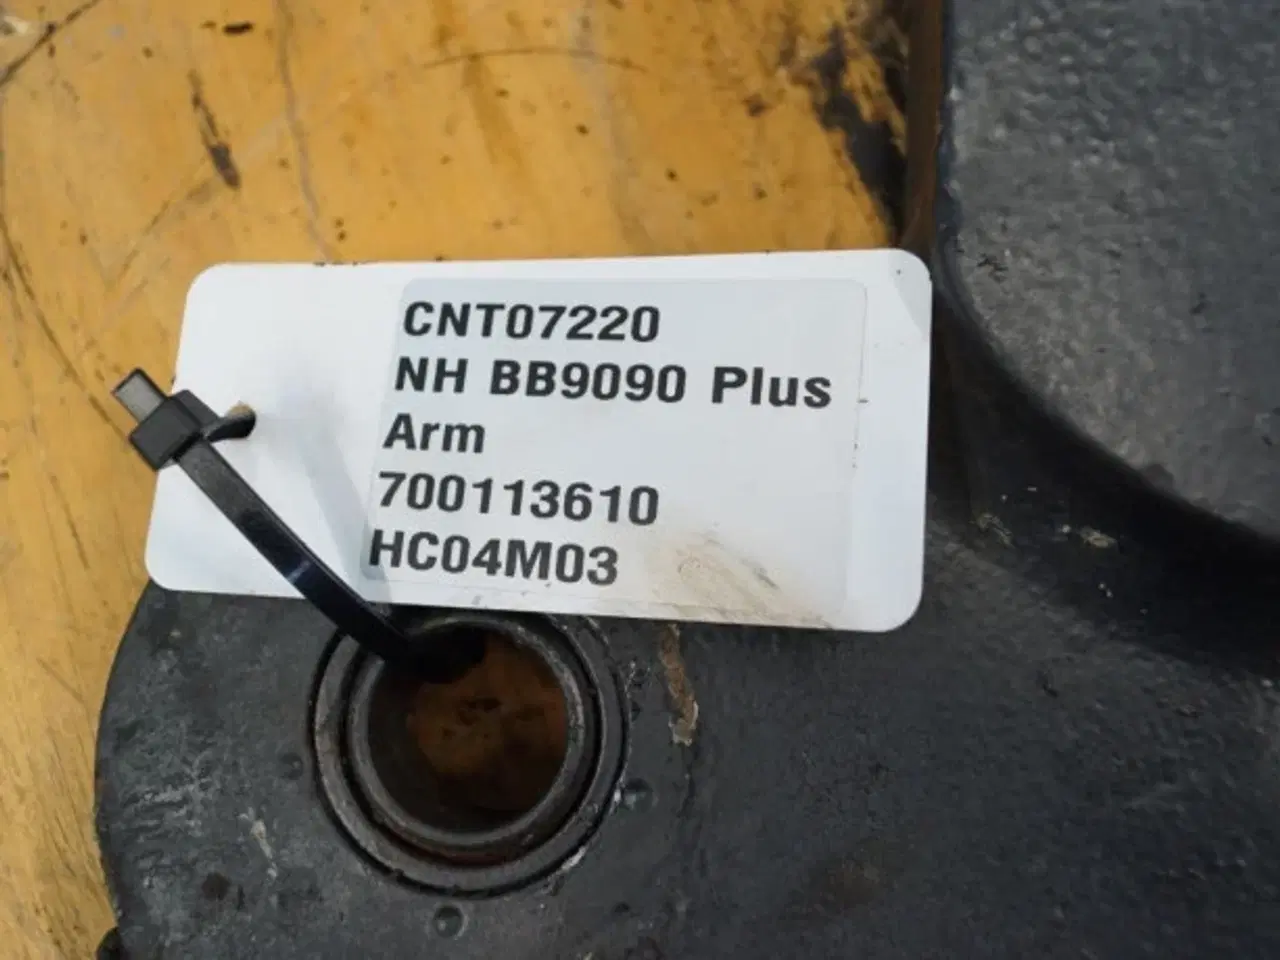 CNT07220
NH BB9090 Plus
Arm
700113610
HC04M03